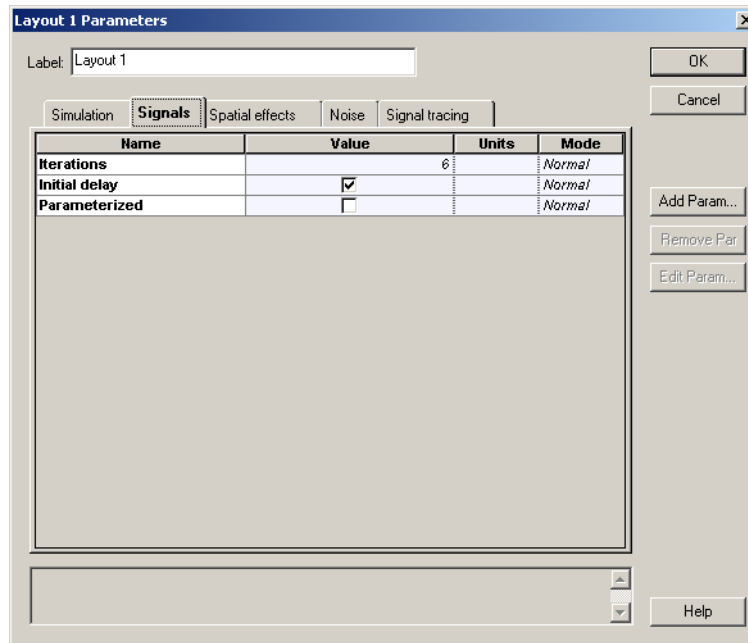 Layout 1 Parameters
Label: Layout 1
OK
Cancel
Simulation Signals Spatial effects Noise Signal tracing
Name Value Units Mode
Iterations 6 Normal
Initial delay Normal
Parameterized Normal
Add Param...
Remove Par
Edit Param...
Help